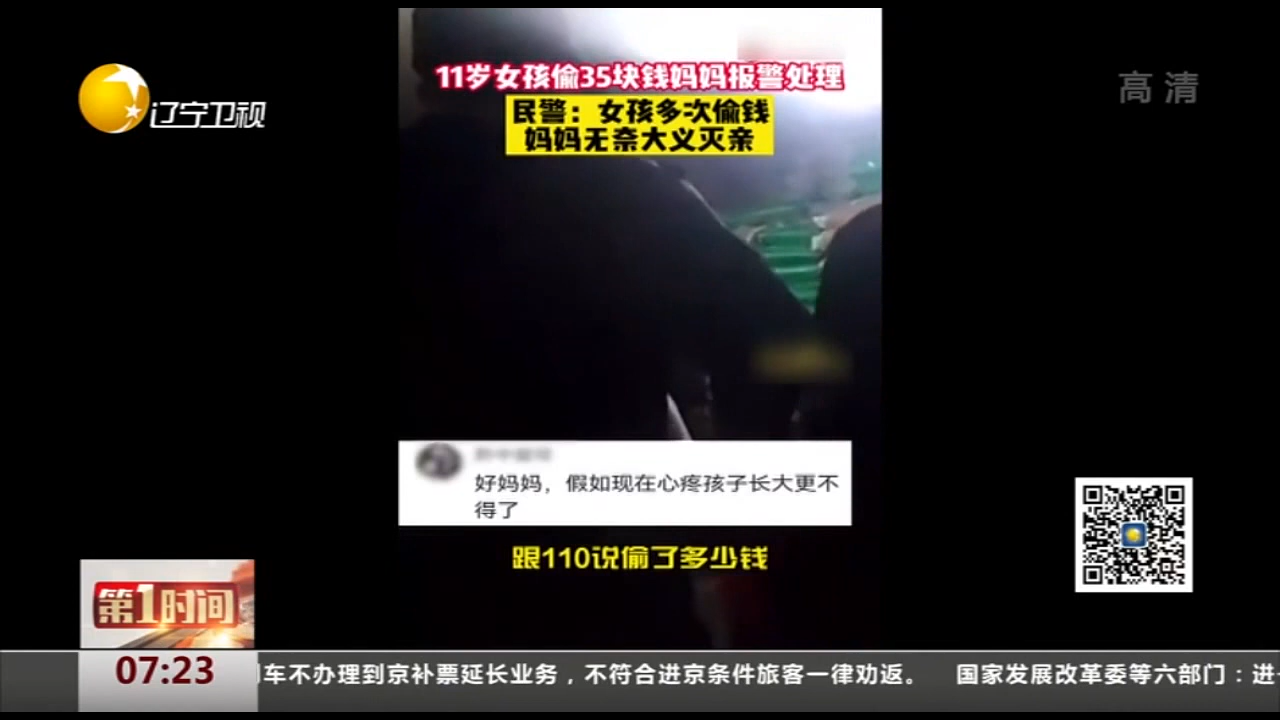 11岁女孩偷35块钱妈妈报警处理
辽宁卫视
高清
民警：女孩多次偷钱
妈妈无奈大义灭亲
好妈妈，假如现在心疼孩子长大更不
得了
跟110说偷了多少钱
第1时间
07:23
车不办理到京补票延长业务，不符合进京条件旅客一律劝返。 国家发展改革委等六部门：进